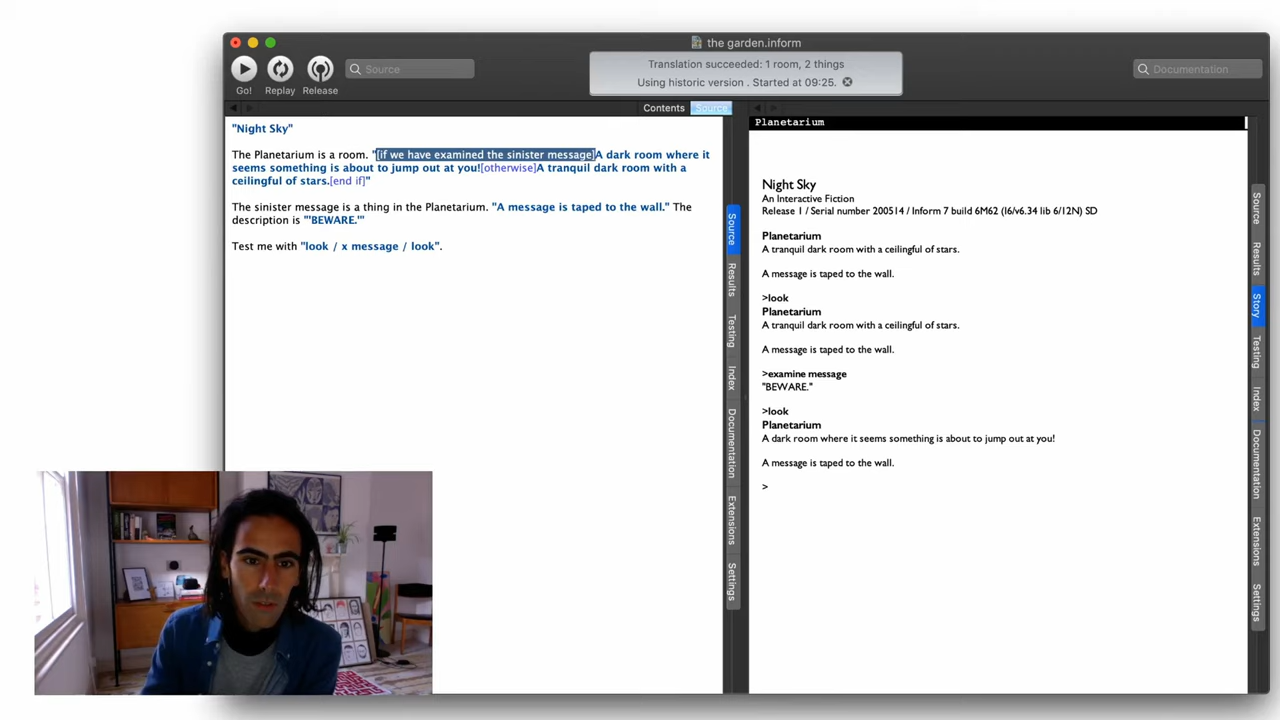 the garden.inform
Translation succeeded: 1 room, 2 things
Using historic version . Started at 09:25.
Go!
Replay
Release
Source
Documentation
Contents
Source
"Night Sky"
The Planetarium is a room. "[if we have examined the sinister message]A dark room where it
seems something is about to jump out at you![otherwise]A tranquil dark room with a
ceilingful of stars.[end if]"
The sinister message is a thing in the Planetarium. "A message is taped to the wall." The
description is "'BEWARE.'"
Test me with "look / x message / look".
Source
Results
Testing
Index
Documentation
Extensions
Settings
Planetarium
Night Sky
An Interactive Fiction
Release 1 / Serial number 200514 / Inform 7 build 6M62 (I6/v6.34 lib 6/12N) SD
Planetarium
A tranquil dark room with a ceilingful of stars.
A message is taped to the wall.
>look
Planetarium
A tranquil dark room with a ceilingful of stars.
A message is taped to the wall.
>examine message
"BEWARE."
>look
Planetarium
A dark room where it seems something is about to jump out at you!
A message is taped to the wall.
>
Source
Results
Story
Testing
Index
Documentation
Extensions
Settings